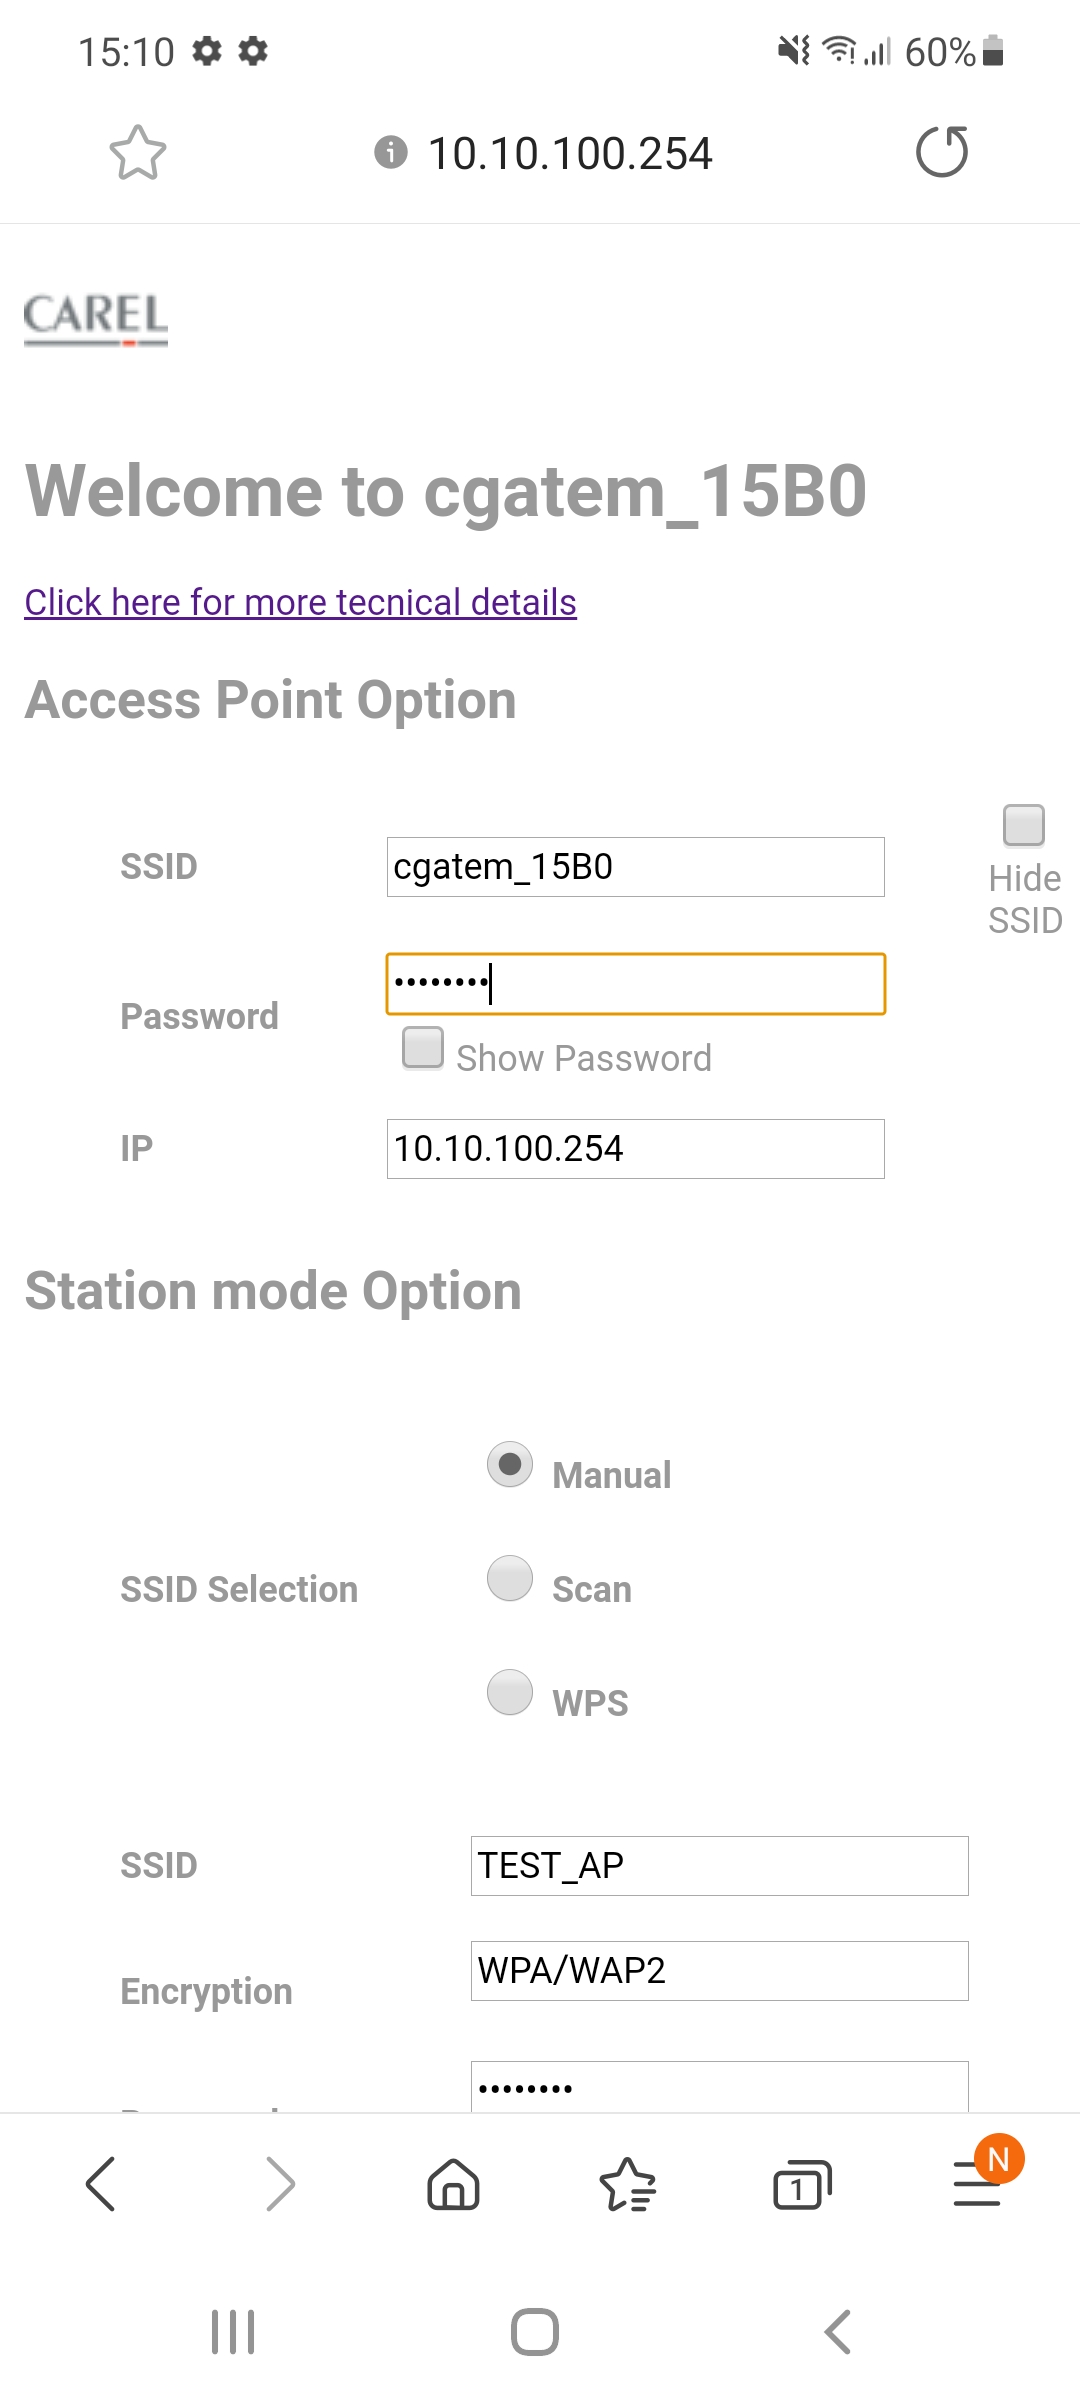 15:10
60%
10.10.100.254
CAREL
Welcome to cgatem_15B0
Click here for more tecnical details
Access Point Option
SSID
cgatem_15B0
Hide
SSID
••••••••
Password
Show Password
IP
10.10.100.254
Station mode Option
Manual
SSID Selection
Scan
WPS
SSID
TEST_AP
WPA/WAP2
Encryption
••••••••
1
N